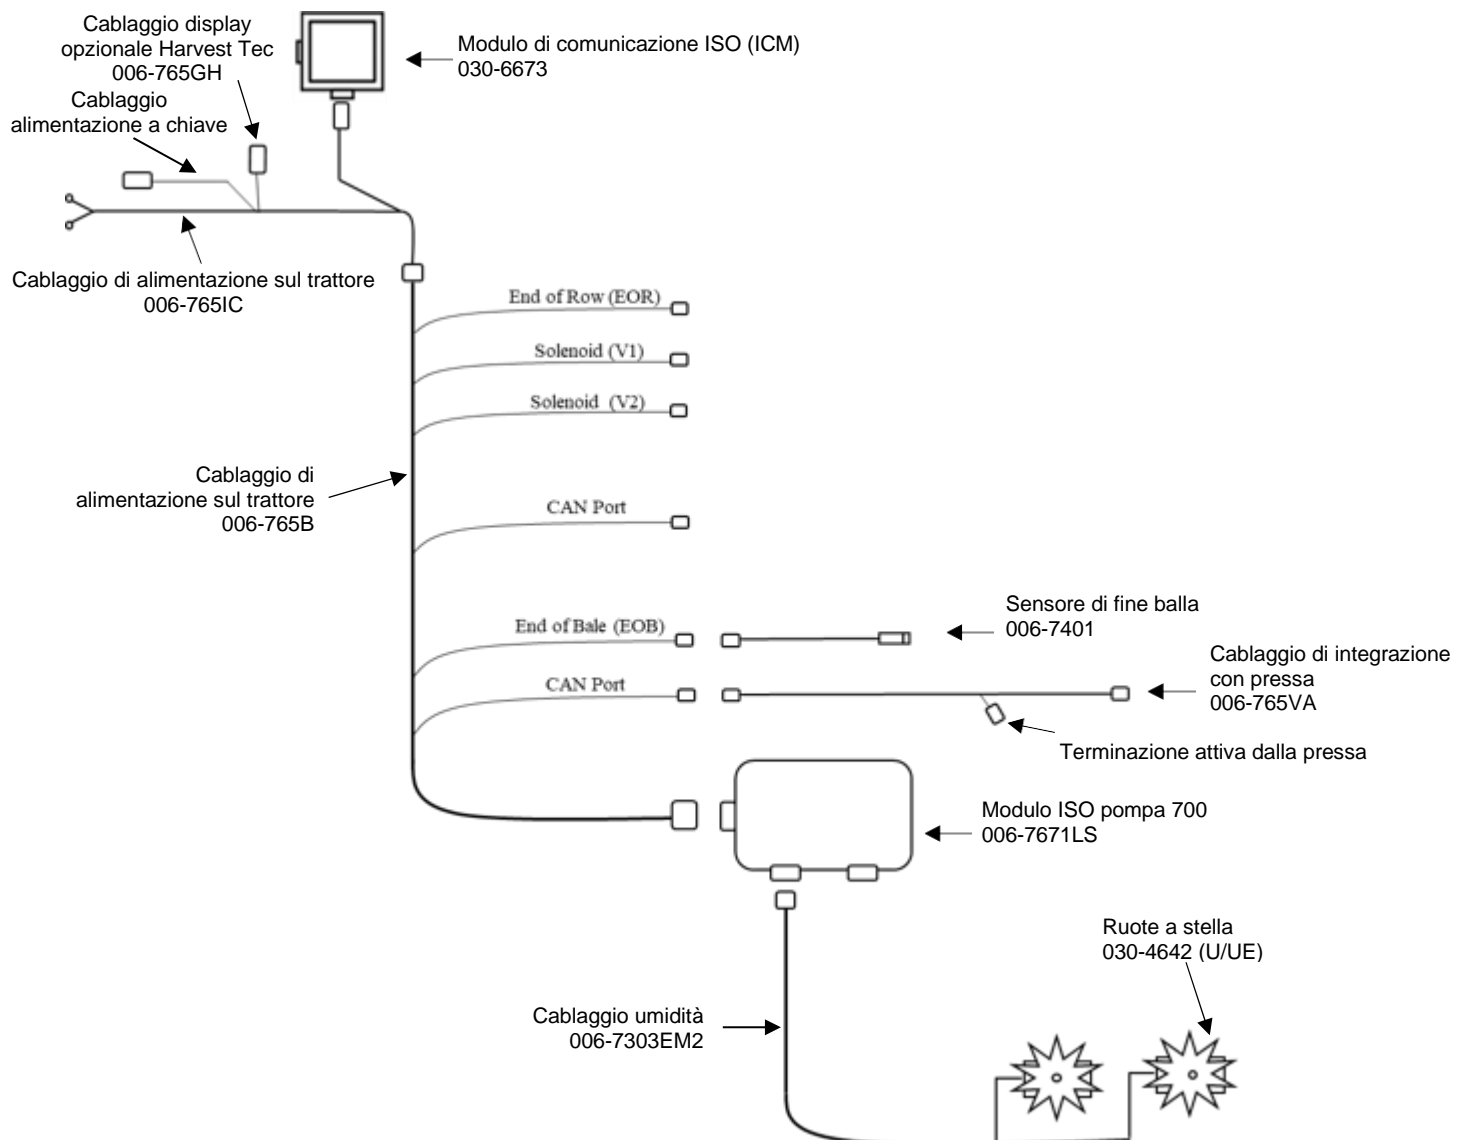 Cablaggio display
opzionale Harvest Tec
006-765GH
Modulo di comunicazione ISO (ICM)
030-6673
Cablaggio
alimentazione a chiave
Cablaggio di alimentazione sul trattore
006-765IC
End of Row (EOR)
Solenoid (V1)
Solenoid (V2)
Cablaggio di
alimentazione sul trattore
006-765B
CAN Port
End of Bale (EOB)
Sensore di fine balla
006-7401
CAN Port
Cablaggio di integrazione
con pressa
006-765VA
Terminazione attiva dalla pressa
Modulo ISO pompa 700
006-7671LS
Ruote a stella
030-4642 (U/UE)
Cablaggio umidità
006-7303EM2